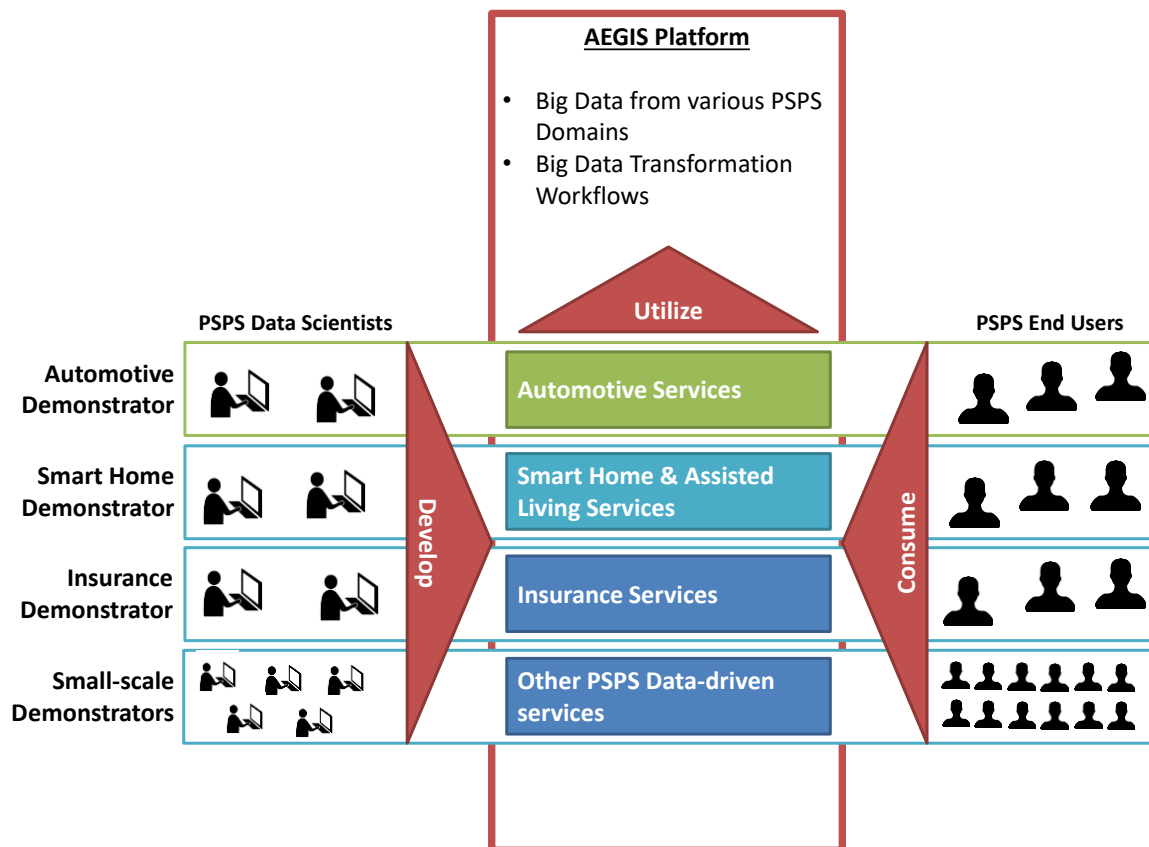 AEGIS Platform
• Big Data from various PSPS
Domains
• Big Data Transformation
Workflows
Utilize
PSPS Data Scientists
PSPS End Users
Automotive
Demonstrator
Automotive Services
Smart Home
Demonstrator
Smart Home & Assisted
Living Services
Develop
Consume
Insurance
Demonstrator
Insurance Services
Small-scale
Demonstrators
Other PSPS Data-driven
services